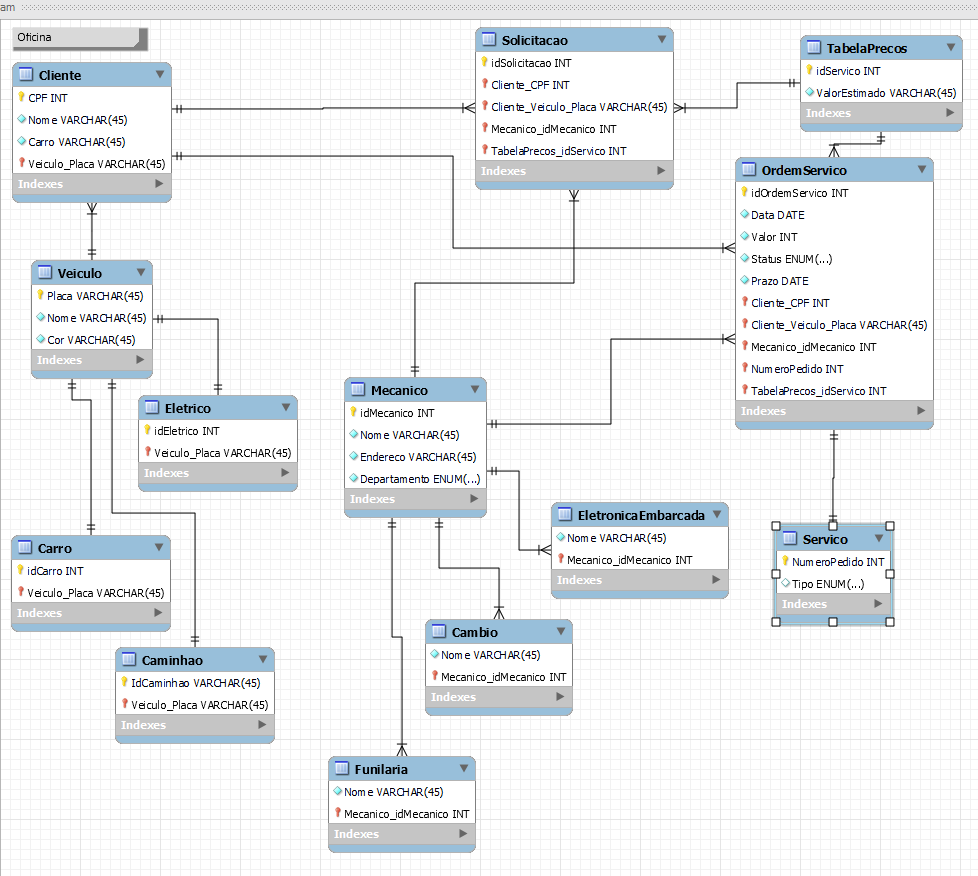 am
Oficina
Cliente
CPF INT
Nome VARCHAR(45)
Carro VARCHAR(45)
Veiculo_Placa VARCHAR(45)
Indexes
Solicitacao
idSolicitacao INT
Cliente_CPF INT
Cliente_Veiculo_Placa VARCHAR(45)
Mecanico_idMecanico INT
TabelaPrecos_idServico INT
Indexes
TabelaPrecos
idServico INT
ValorEstimado VARCHAR(45)
Indexes
OrdemServico
idOrdemServico INT
Data DATE
Valor INT
Status ENUM(...)
Prazo DATE
Cliente_CPF INT
Cliente_Veiculo_Placa VARCHAR(45)
Mecanico_idMecanico INT
NumeroPedido INT
TabelaPrecos_idServico INT
Indexes
Veiculo
Placa VARCHAR(45)
Nome VARCHAR(45)
Cor VARCHAR(45)
Indexes
Eletrico
idEletrico INT
Veiculo_Placa VARCHAR(45)
Indexes
Mecanico
idMecanico INT
Nome VARCHAR(45)
Endereco VARCHAR(45)
Departamento ENUM(...)
Indexes
EletronicaEmbarcada
Nome VARCHAR(45)
Mecanico_idMecanico INT
Indexes
Servico
NumeroPedido INT
Tipo ENUM(...)
Indexes
Carro
idCarro INT
Veiculo_Placa VARCHAR(45)
Indexes
Cambio
Nome VARCHAR(45)
Mecanico_idMecanico INT
Indexes
Caminhao
IdCaminhao VARCHAR(45)
Veiculo_Placa VARCHAR(45)
Indexes
Funilaria
Nome VARCHAR(45)
Mecanico_idMecanico INT
Indexes